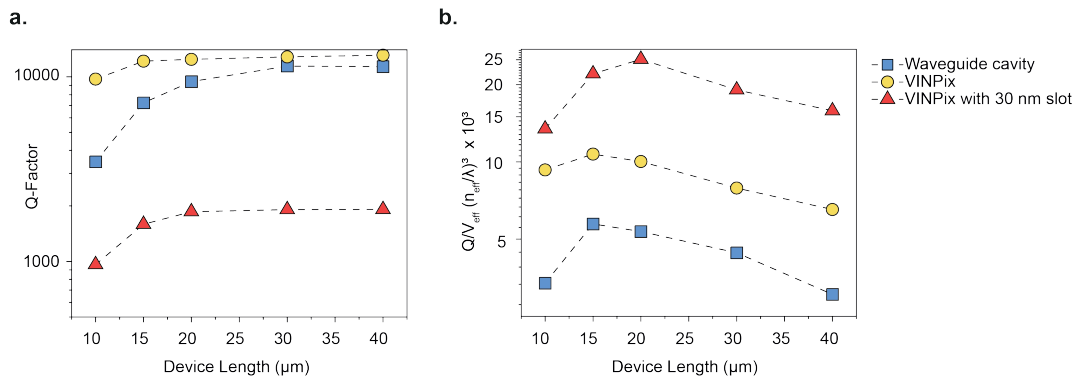 a.
10000
1000
Q-Factor
10 15 20 25 30 35 40
Device Length (µm)
b.
25
20
15
10
5
Q/Veff (neff/λ)³ x 10³
10 15 20 25 30 35 40
Device Length (µm)
Waveguide cavity
VINPix
VINPix with 30 nm slot